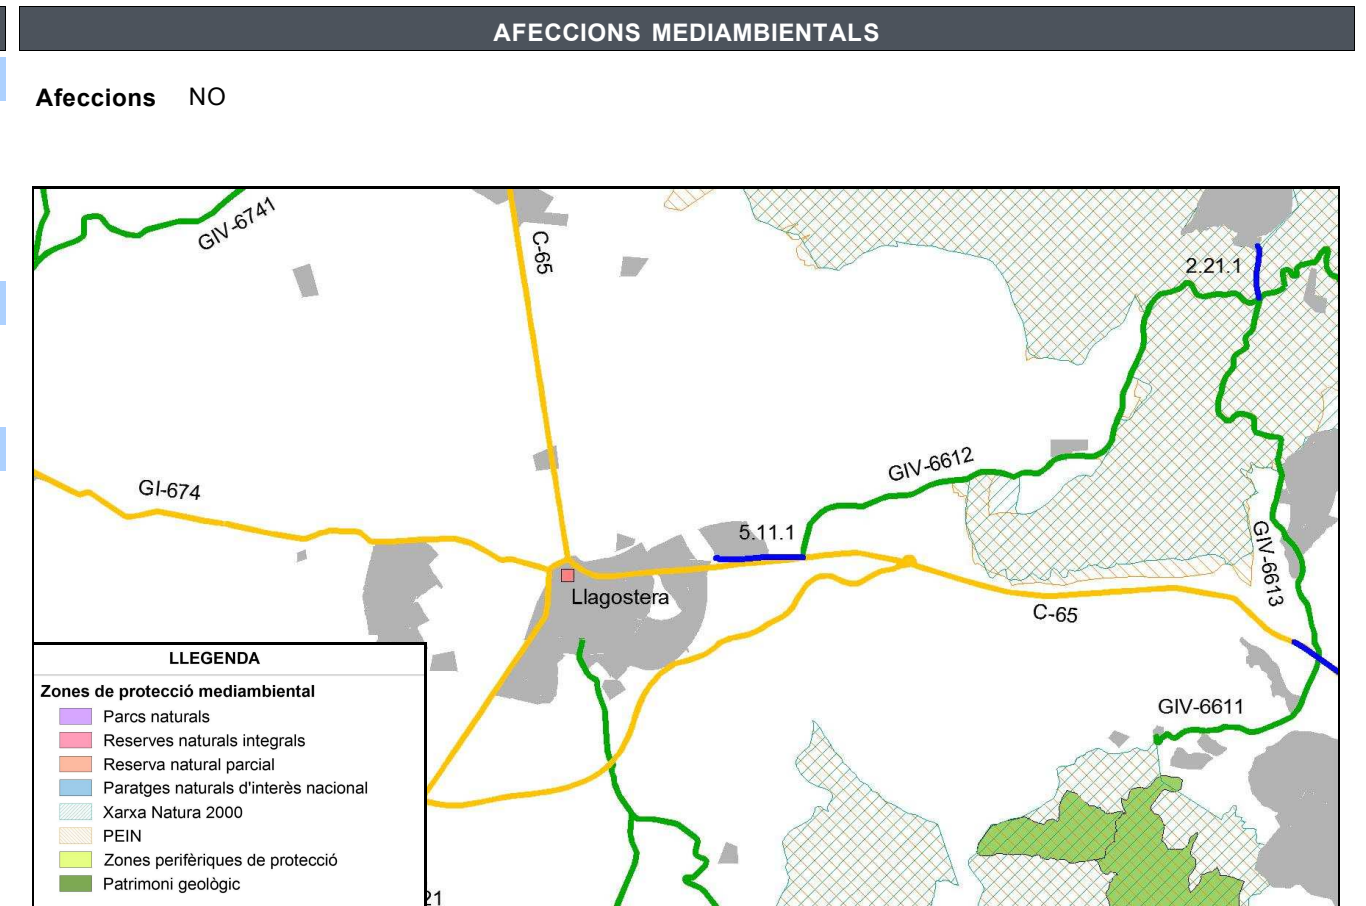 AFECCIONS MEDIAMBIENTALS
Afeccions NO
GIV-6741
C-65
2.21.1
GI-674
GIV-6612
5.11.1
GIV-6613
Llagostera
C-65
GIV-6611
LLEGENDA
Zones de protecció mediambiental
Parcs naturals
Reserves naturals integrals
Reserva natural parcial
Paratges naturals d'interès nacional
Xarxa Natura 2000
PEIN
Zones perifèriques de protecció
Patrimoni geològic
21